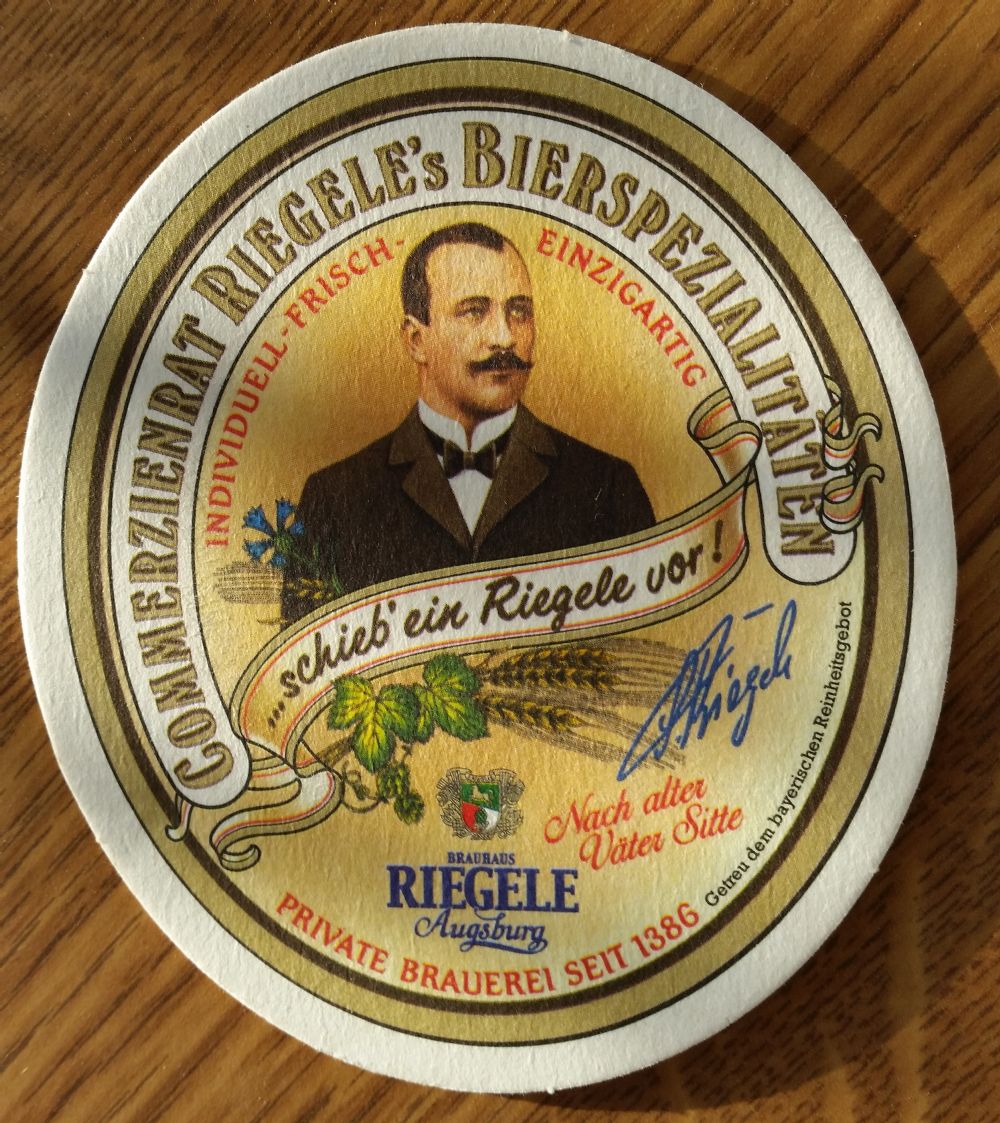 COMMERZIENRAT RIEGELE's BIERSPEZIALITÄTEN
INDIVIDUELL-FRISCH-EINZIGARTIG
...schieb' ein Riegele vor!
Riegele
Nach alter
Väter Sitte
Getreu dem bayerischen Reinheitsgebot
BRAUHAUS
RIEGELE
Augsburg
PRIVATE BRAUEREI SEIT 1386